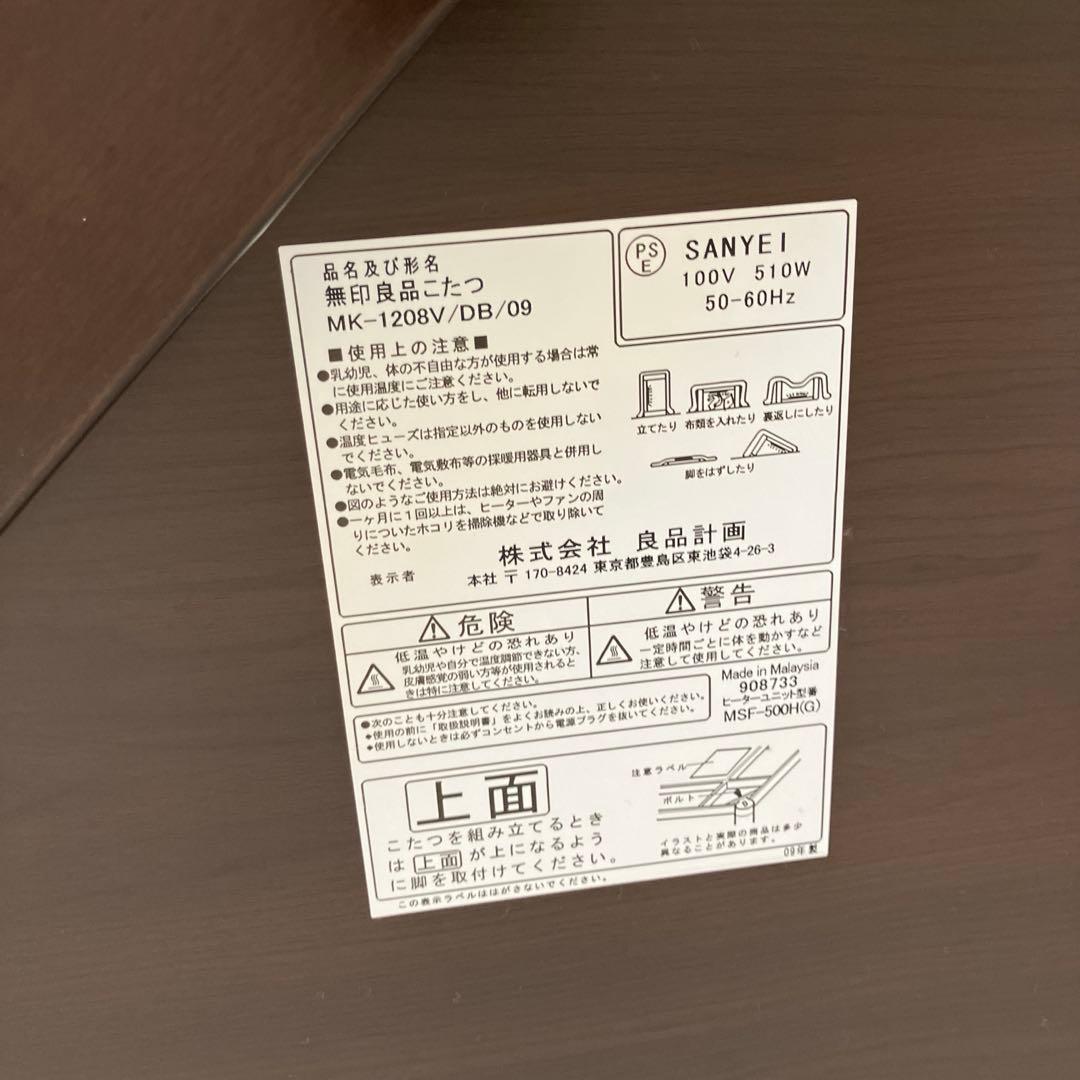 品名及び形名
無印良品こたつ
MK-1208V/DB/09
PS
E
SANYEI
100V 510W
50-60Hz
■使用上の注意■
●乳幼児、体の不自由な方が使用する場合は常
に使用温度にご注意ください。
●用途に応じた使い方をし、他に転用しないで
ください。
●温度ヒューズは指定以外のものを使用しない
でください。
●電気毛布、電気敷布等の採暖用器具と併用し
ないでください。
●図のようなご使用方法は絶対にお避けください。
●一ヶ月に1回以上は、ヒーターやファンの周
りについたホコリを掃除機などで取り除いて
ください。
立てたり 布類を入れたり 裏返しにしたり
脚をはずしたり
表示者
株式会社 良品計画
本社 〒170-8424 東京都豊島区東池袋4-26-3
危険
低温やけどの恐れあり
乳幼児や自分で温度調節できない方、
皮膚感覚の弱い方等が使用されると
きは特に注意してください。
警告
低温やけどの恐れあり
一定時間ごとに体を動かすなど
注意して使用してください。
●次のことも十分注意してください。
*使用の前に「取扱説明書」をよくお読みの上、正しくお使いください。
*使用しないときは必ずコンセントから電源プラグを抜いてください。
Made in Malaysia
908733
ヒーターユニット型番
MSF-500H(G)
上面
こたつを組み立てるとき
は 上面 が上になるよう
に脚を取付けてください。
この表示ラベルははがさないでください。
注意ラベル
ボルト
イラストと実際の商品は多少
異なることがあります。
09年製